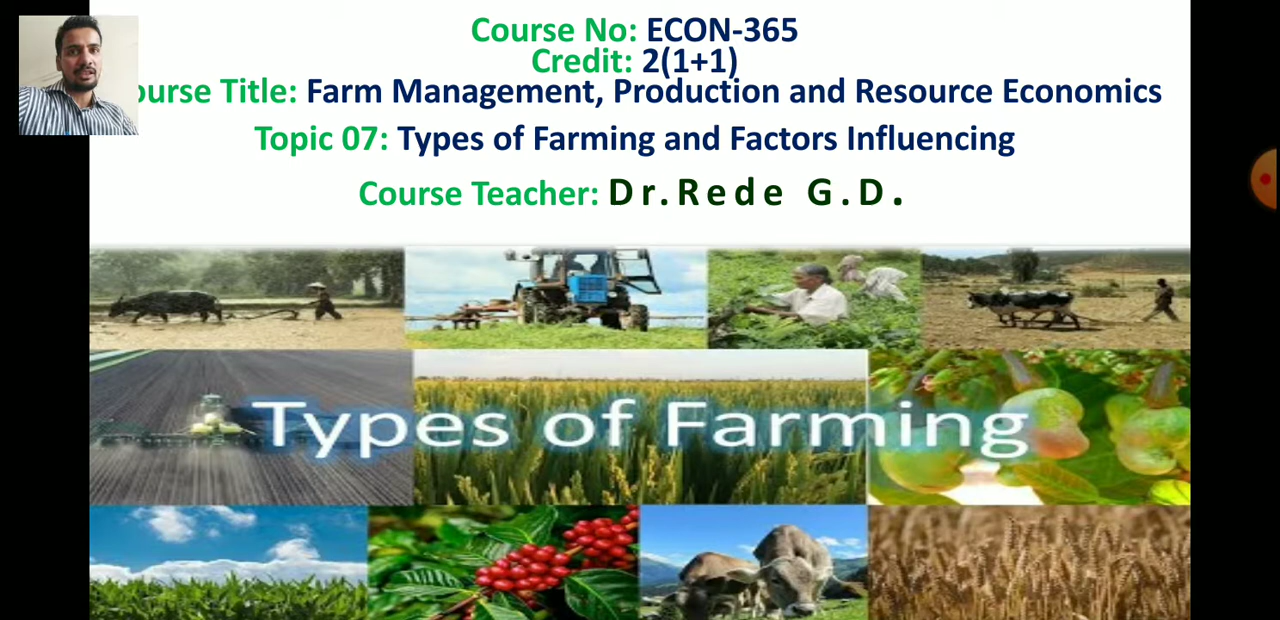 Course No: ECON-365
Credit: 2(1+1)
ourse Title: Farm Management, Production and Resource Economics
Topic 07: Types of Farming and Factors Influencing
Course Teacher: Dr.Rede G.D.
Types of Farming